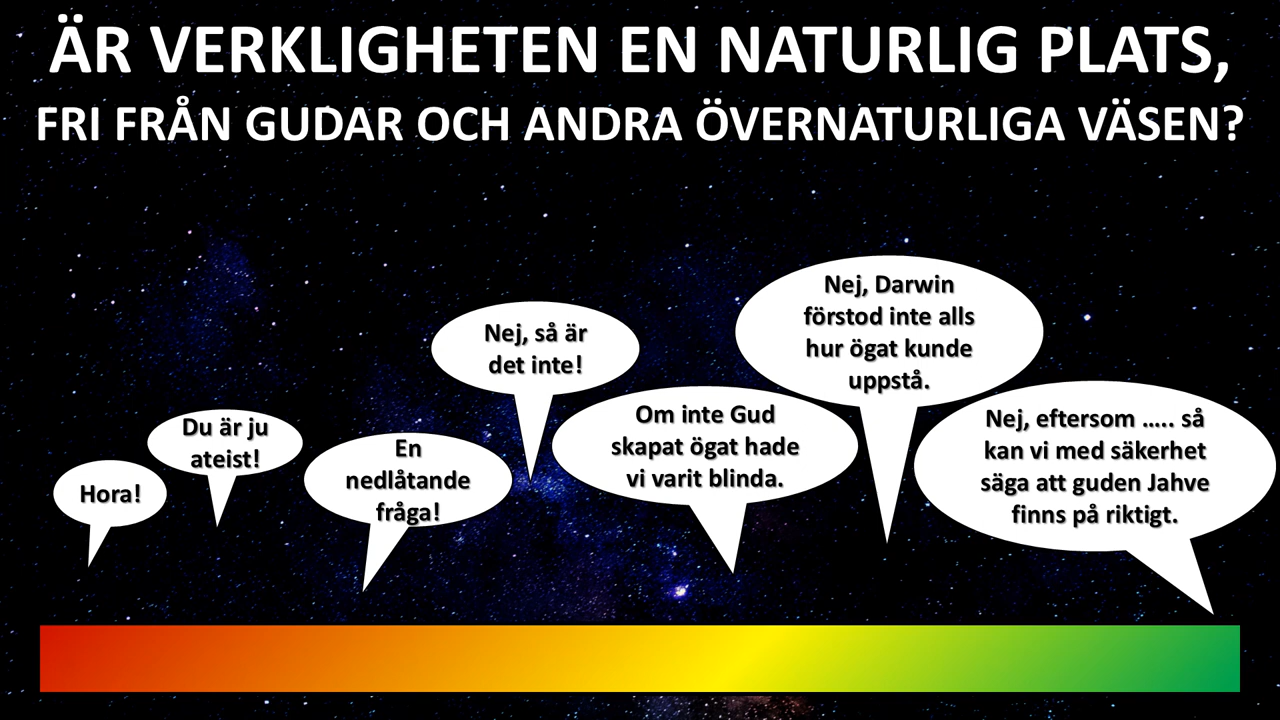 ÄR VERKLIGHETEN EN NATURLIG PLATS,
FRI FRÅN GUDAR OCH ANDRA ÖVERNATURLIGA VÄSEN?
Hora!
Du är ju
ateist!
En
nedlåtande
fråga!
Nej, så är
det inte!
Om inte Gud
skapat ögat hade
vi varit blinda.
Nej, Darwin
förstod inte alls
hur ögat kunde
uppstå.
Nej, eftersom ..... så
kan vi med säkerhet
säga att guden Jahve
finns på riktigt.